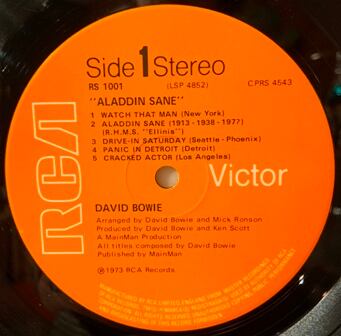 Side 1 Stereo
RS 1001 (LSP 4852) CPRS 4543
"ALADDIN SANE"
1 WATCH THAT MAN (New York)
2 ALADDIN SANE (1913-1938-197?)
(R.H.M.S. "Ellinis")
3 DRIVE-IN SATURDAY (Seattle-Phoenix)
4 PANIC IN DETROIT (Detroit)
5 CRACKED ACTOR (Los Angeles)
RCA
Victor
DAVID BOWIE
Arranged by David Bowie and Mick Ronson
Produced by David Bowie and Ken Scott
A MainMan Production
All titles composed by David Bowie
Published by MainMan
℗1973 RCA Records.